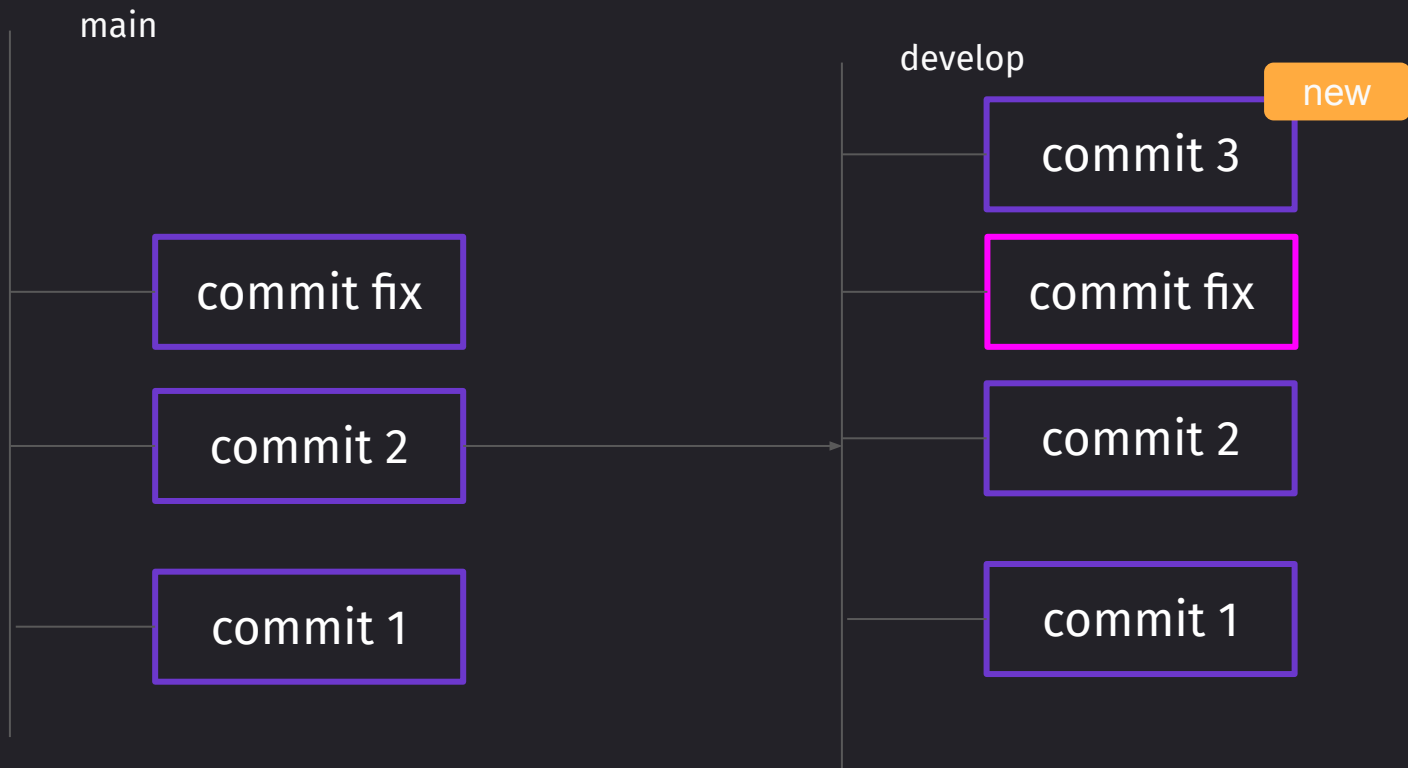 main
commit fix
commit 2
commit 1
develop
new
commit 3
commit fix
commit 2
commit 1